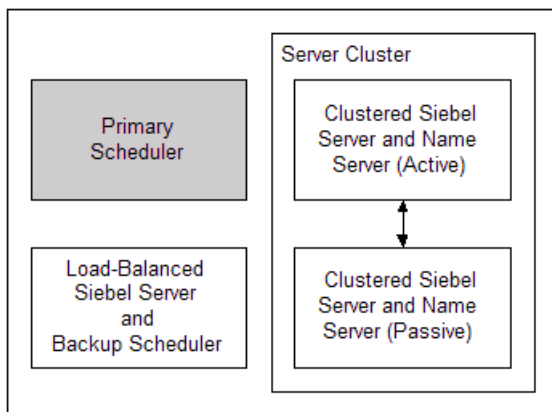 Server Cluster
Primary
Scheduler
Clustered Siebel
Server and Name
Server (Active)
Load-Balanced
Siebel Server
and
Backup Scheduler
Clustered Siebel
Server and Name
Server (Passive)